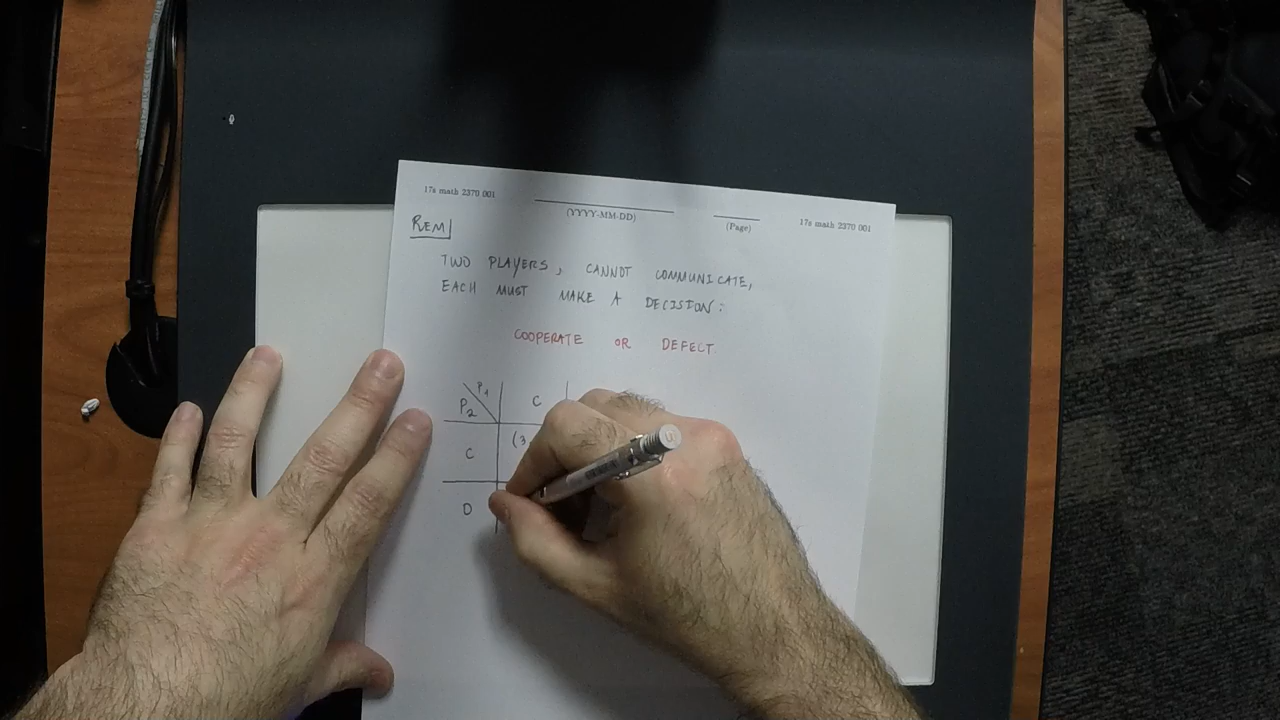 17s math 2370 001 (YYYY-MM-DD) (Page) 17s math 2370 001
REM
TWO PLAYERS, CANNOT COMMUNICATE,
EACH MUST MAKE A DECISION:
COOPERATE OR DEFECT.
P1
P2 C
C (3,
D